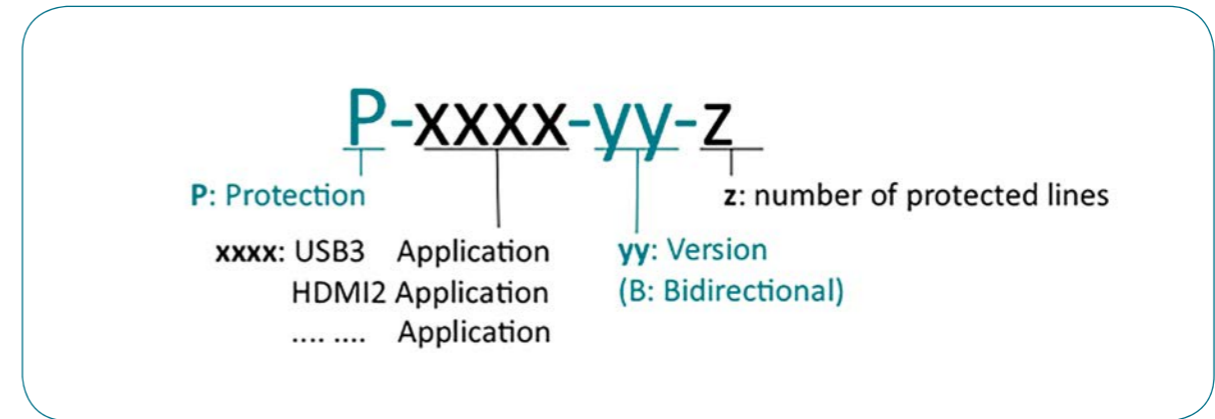 P-xxxx-yy-z
P: Protection
z: number of protected lines
xxxx: USB3 Application
yy: Version
HDMI2 Application
(B: Bidirectional)
.... .... Application